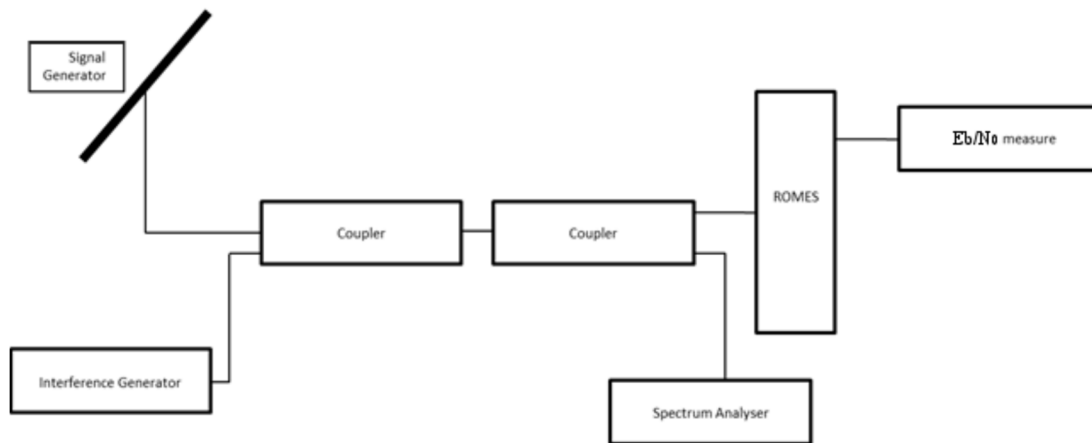 Signal
Generator
Eb/No measure
ROMES
Coupler
Coupler
Interference Generator
Spectrum Analyser